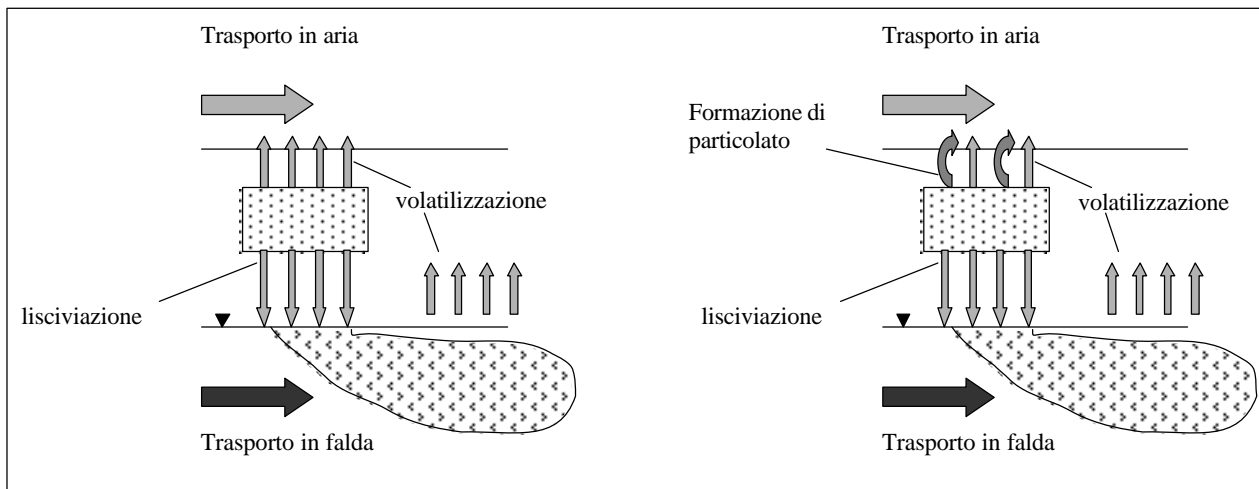 Trasporto in aria
volatilizzazione
lisciviazione
Trasporto in falda
Trasporto in aria
Formazione di
particolato
volatilizzazione
lisciviazione
Trasporto in falda